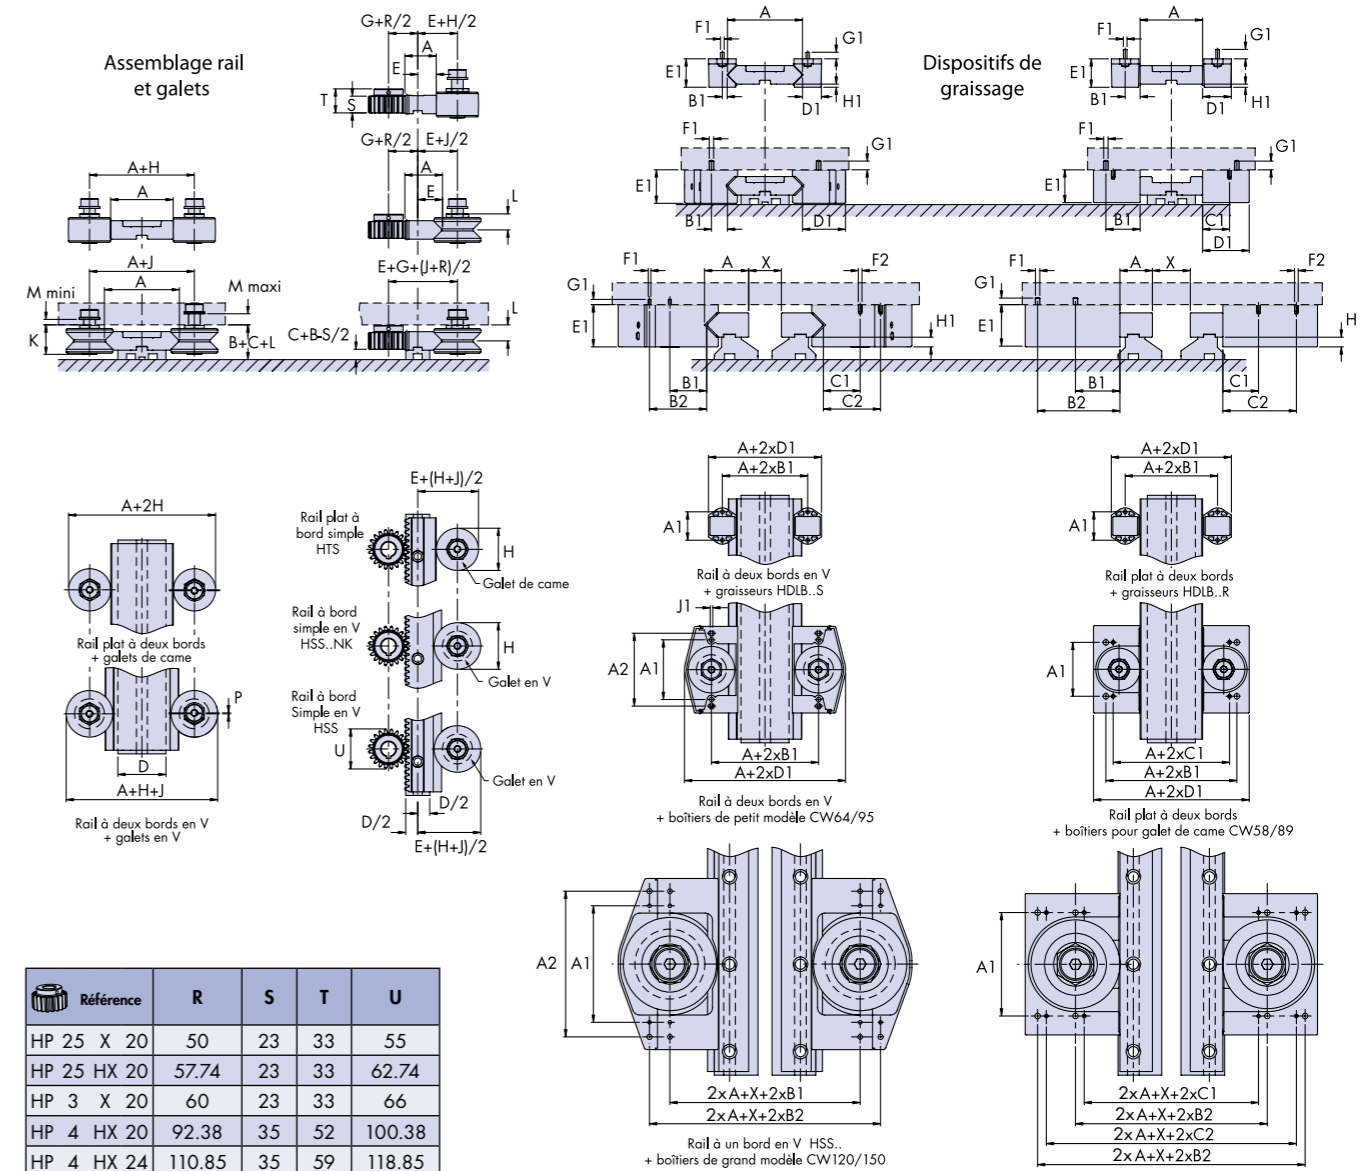 Assemblage rail
et galets
G+R/2
E+H/2
A
E
T
S
G+R/2
E+J/2
A
E
L
A+H
A
A+J
A
M mini
M maxi
K
B+C+L
E+G+(J+R)/2
L
C+B-S/2
Dispositifs de
graissage
A
F1
G1
E1
B1
D1
H1
A
F1
G1
E1
B1
D1
H1
F1
G1
E1
B1
D1
F1
G1
E1
B1
C1
D1
F1
A
X
F2
G1
E1
H1
B1
B2
C1
C2
F1
A
X
F2
G1
E1
H
B1
B2
C1
C2
A+2H
Rail plat à deux bords
+ galets de came
P
D
A+H+J
Rail à deux bords en V
+ galets en V
E+(H+J)/2
Rail plat à
bord simple
HTS
H
Galet de came
Rail à bord
simple en V
HSS..NK
H
Galet en V
Rail à bord
Simple en V
HSS
U
Galet en V
D/2
D/2
E+(H+J)/2
A+2xD1
A+2xB1
A1
Rail à deux bords en V
+ graisseurs HDLB..S
J1
A2
A1
A+2xB1
A+2xD1
Rail à deux bords en V
+ boîtiers de petit modèle CW64/95
A+2xD1
A+2xB1
A1
Rail plat à deux bords
+ graisseurs HDLB..R
A1
A+2xC1
A+2xB1
A+2xD1
Rail plat à deux bords
+ boîtiers pour galet de came CW58/89
A2
A1
2xA+X+2xB1
2xA+X+2xB2
Rail à un bord en V HSS..
+ boîtiers de grand modèle CW120/150
A1
2xA+X+2xC1
2xA+X+2xB2
2xA+X+2xC2
2xA+X+2xB2
Référence R S T U
HP 25 X 20 50 23 33 55
HP 25 HX 20 57.74 23 33 62.74
HP 3 X 20 60 23 33 66
HP 4 HX 20 92.38 35 52 100.38
HP 4 HX 24 110.85 35 59 118.85